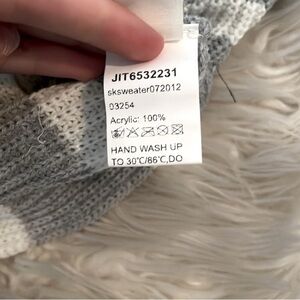 JIT6532231
sksweater072012
03254
Acrylic: 100%
HAND WASH UP
TO 30℃/86℃,DO